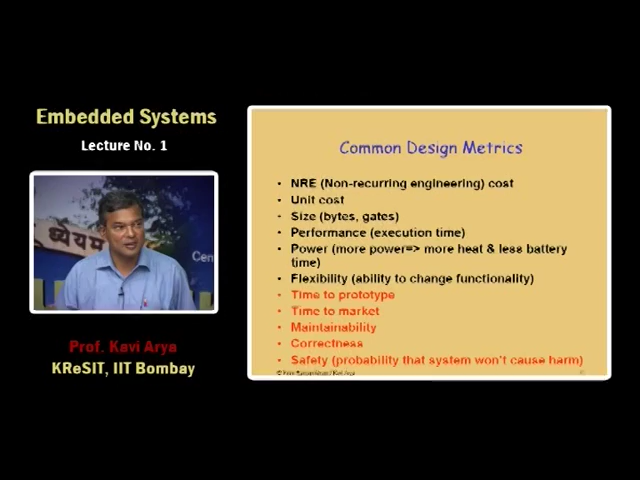 Embedded Systems
Lecture No. 1
ध्येयम
Cen
Prof. Kavi Arya
KReSIT, IIT Bombay
Common Design Metrics
• NRE (Non-recurring engineering) cost
• Unit cost
• Size (bytes, gates)
• Performance (execution time)
• Power (more power=> more heat & less battery
time)
• Flexibility (ability to change functionality)
• Time to prototype
• Time to market
• Maintainability
• Correctness
• Safety (probability that system won't cause harm)